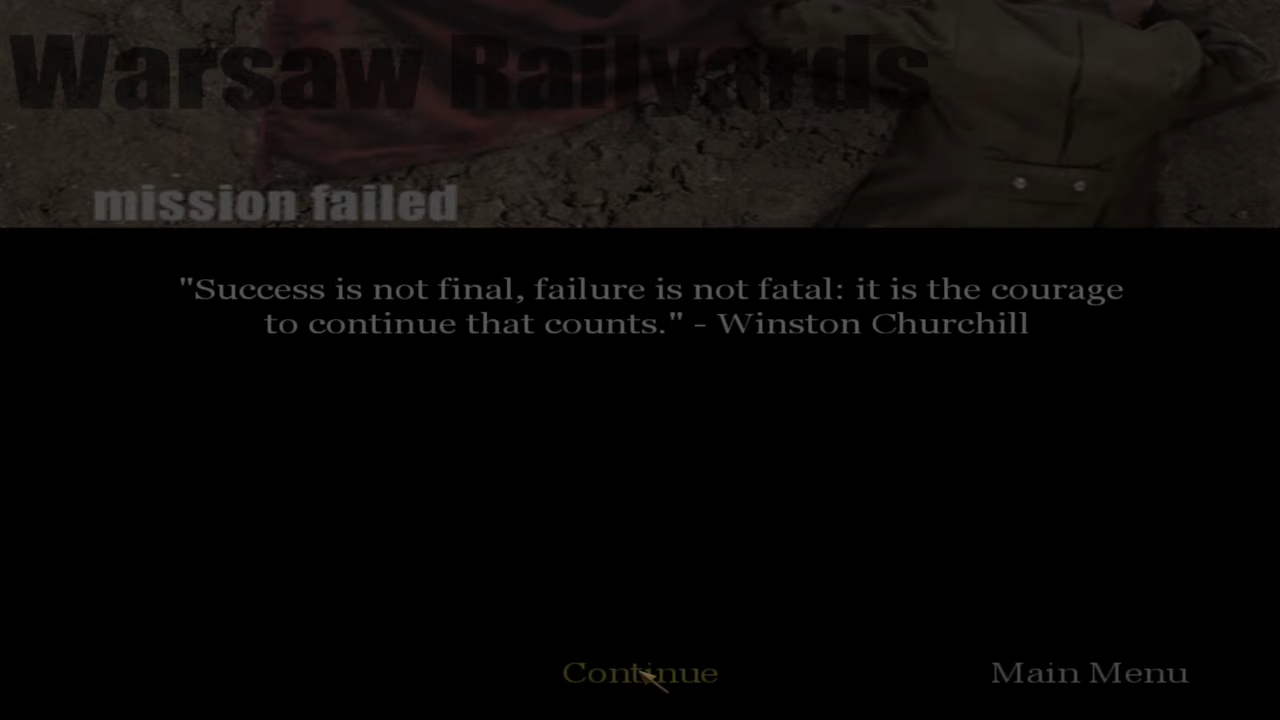 Warsaw Railyards
mission failed
"Success is not final, failure is not fatal: it is the courage
to continue that counts." - Winston Churchill
Continue
Main Menu